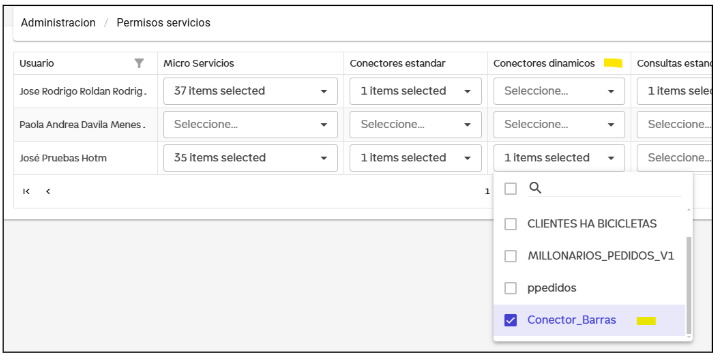 Administracion / Permisos servicios
Usuario Micro Servicios Conectores estandar Conectores dinamicos Consultas estand
Jose Rodrigo Roldan Rodrig. 37 items selected 1 items selected Seleccione... 1 items sele
Paola Andrea Davila Menes. Seleccione... Seleccione... Seleccione... Seleccione...
José Pruebas Hotm 35 items selected 1 items selected 1 items selected Seleccione...
1
CLIENTES HA BICICLETAS
MILLONARIOS_PEDIDOS_V1
ppedidos
Conector_Barras